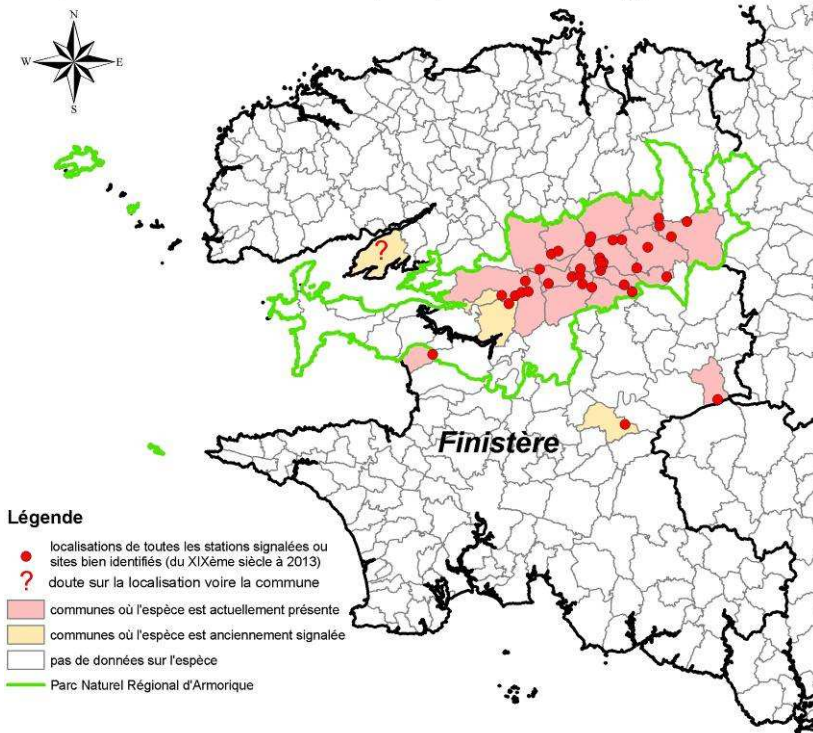 N
W E
S
?
Finistère
Légende
localisations de toutes les stations signalées ou
sites bien identifiés (du XIXème siècle à 2013)
? doute sur la localisation voire la commune
communes où l'espèce est actuellement présente
communes où l'espèce est anciennement signalée
pas de données sur l'espèce
Parc Naturel Régional d'Armorique